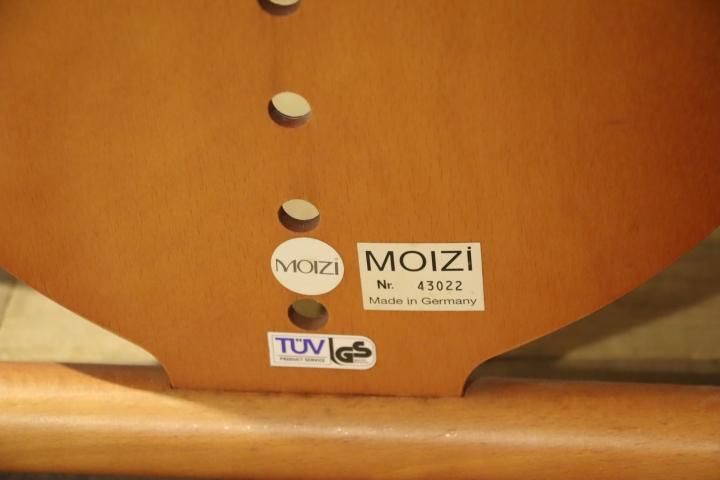 MOIZi
MOIZi
Nr. 43022
Made in Germany
TÜV
PRODUCT SERVICE
GS